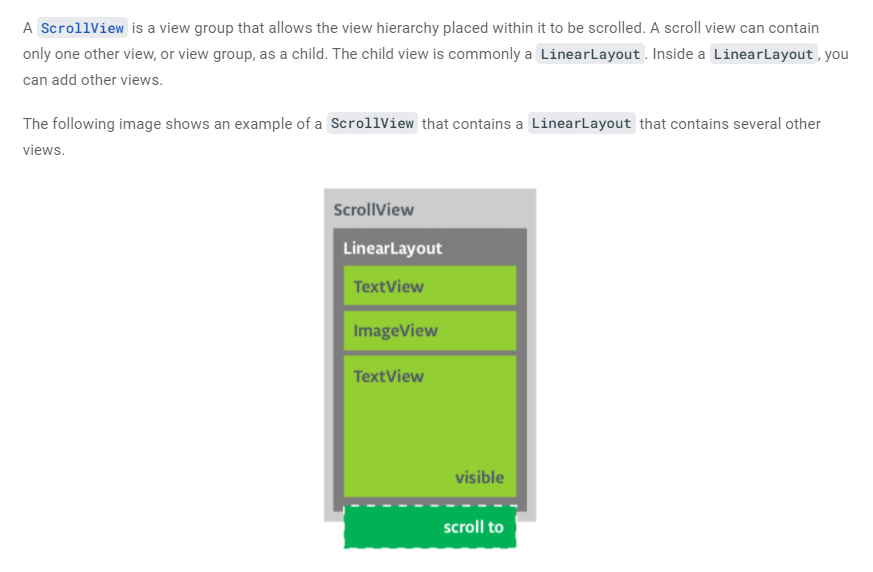 A ScrollView is a view group that allows the view hierarchy placed within it to be scrolled. A scroll view can contain
only one other view, or view group, as a child. The child view is commonly a LinearLayout. Inside a LinearLayout, you
can add other views.
The following image shows an example of a ScrollView that contains a LinearLayout that contains several other
views.
ScrollView
LinearLayout
TextView
ImageView
TextView
visible
scroll to